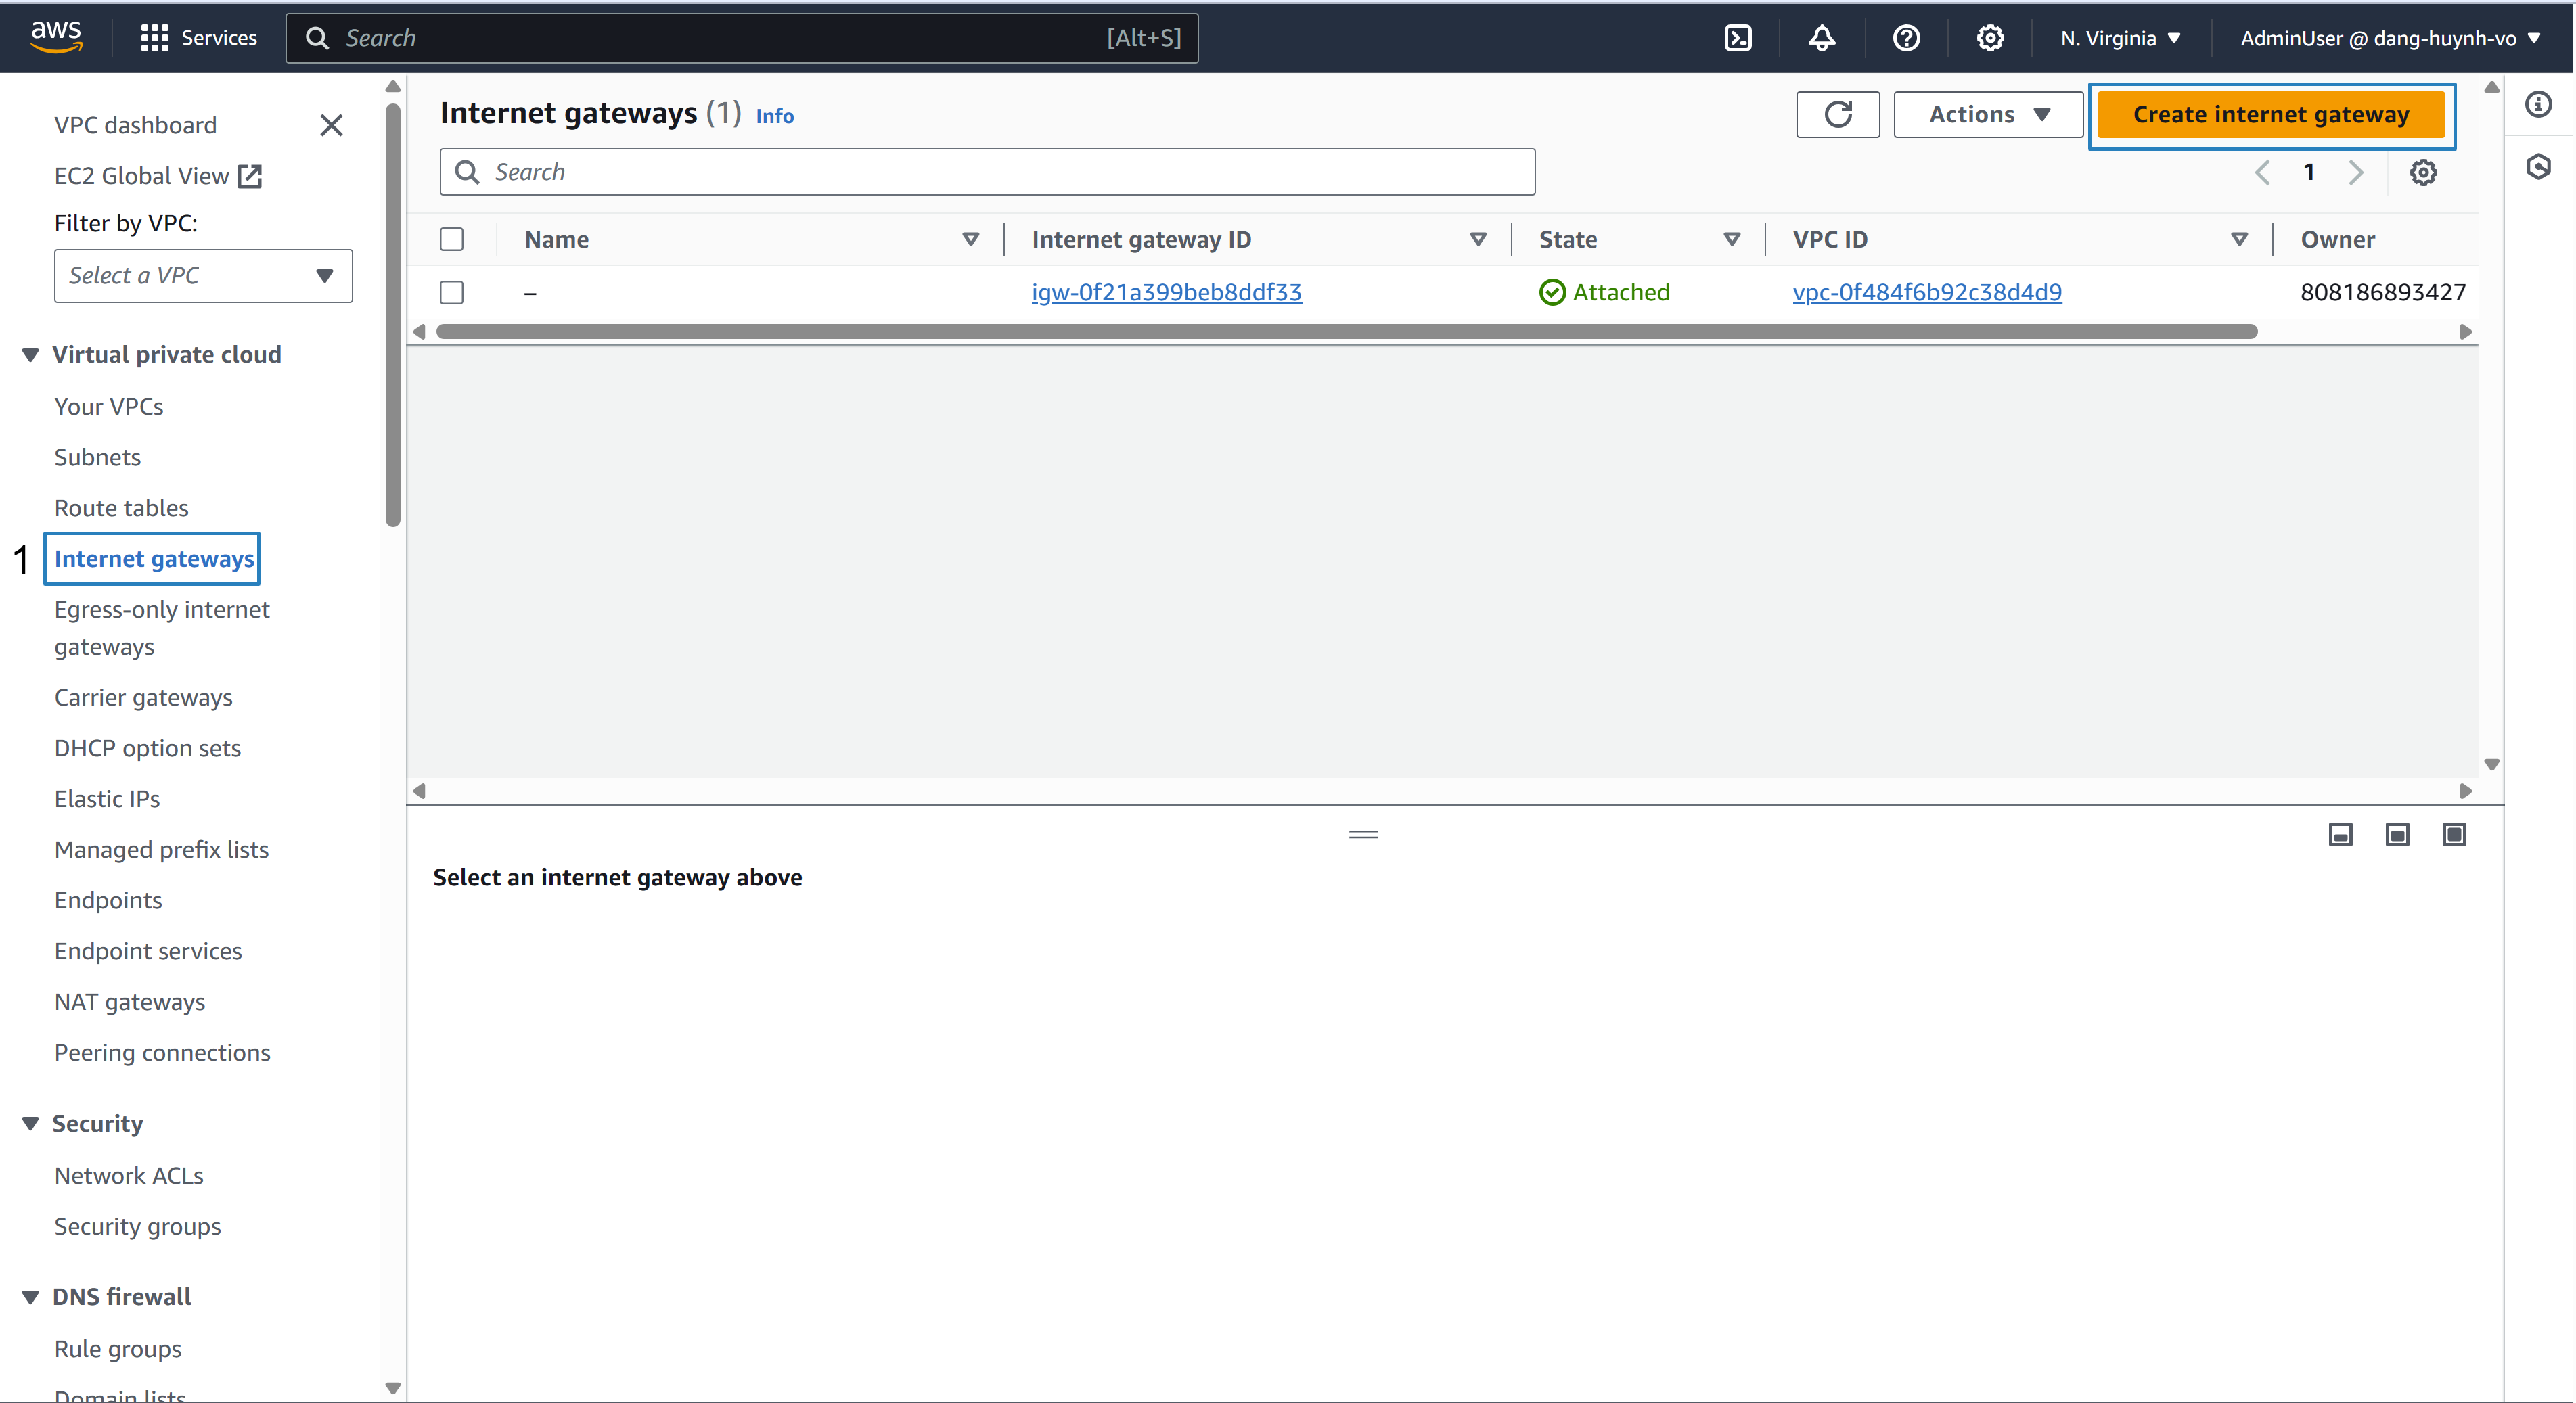 aws Services Search [Alt+S] N. Virginia AdminUser @ dang-huynh-vo
VPC dashboard
EC2 Global View
Filter by VPC:
Select a VPC
Virtual private cloud
Your VPCs
Subnets
Route tables
1 Internet gateways
Egress-only internet
gateways
Carrier gateways
DHCP option sets
Elastic IPs
Managed prefix lists
Endpoints
Endpoint services
NAT gateways
Peering connections
Security
Network ACLs
Security groups
DNS firewall
Rule groups
Domain lists
Internet gateways (1) Info Actions Create internet gateway
Search 1
Name Internet gateway ID State VPC ID Owner
– igw-0f21a399beb8ddf33 Attached vpc-0f484f6b92c38d4d9 808186893427
Select an internet gateway above